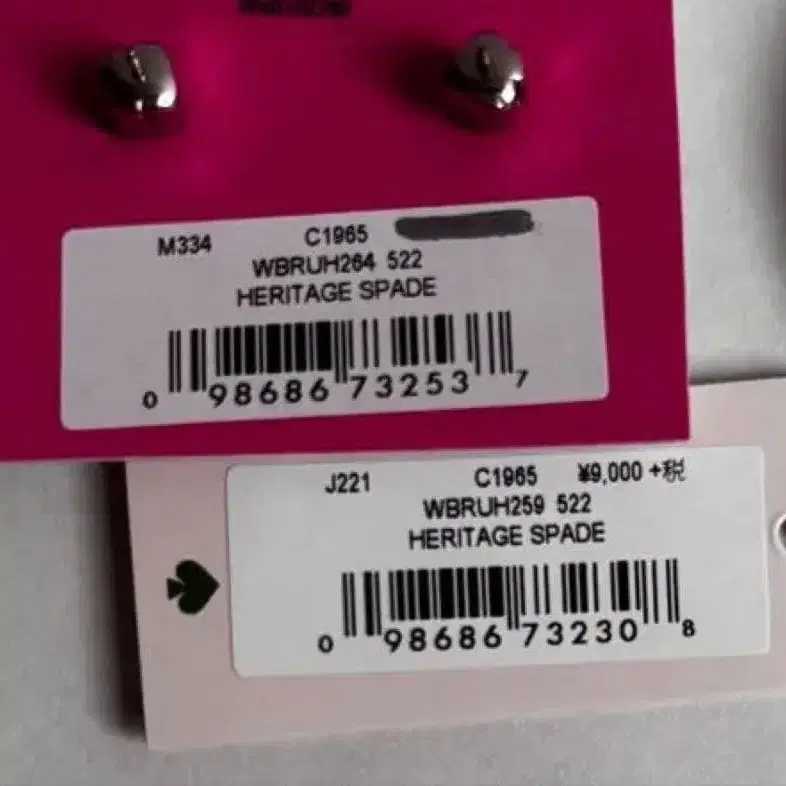 M334 C1965
WBRUH264 522
HERITAGE SPADE
0 98686 73253 7
J221 C1965 ¥9,000 +税
WBRUH259 522
HERITAGE SPADE
0 98686 73230 8